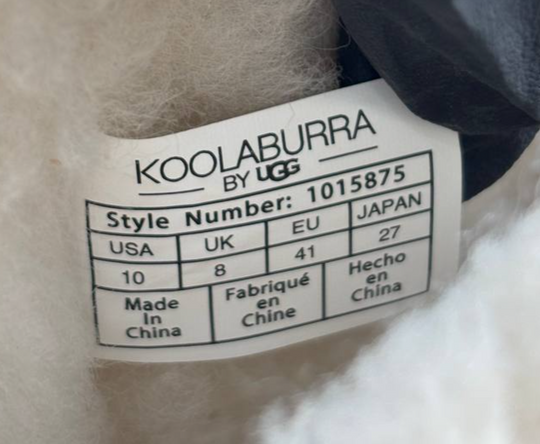 KOOLABURRA
BY UGG
Style Number: 1015875
USA UK EU JAPAN
10 8 41 27
Made In China
Fabriqué en Chine
Hecho en China